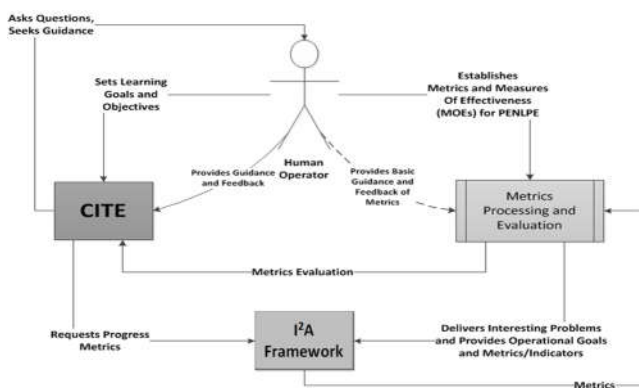 Asks Questions,
Seeks Guidance
Sets Learning
Goals and
Objectives
Establishes
Metrics and Measures
Of Effectiveness
(MOEs) for PENLPE
Provides Guidance
and Feedback
Human
Operator
Provides Basic
Guidance and
Feedback of
Metrics
CITE
Metrics
Processing and
Evaluation
Metrics Evaluation
Requests Progress
Metrics
I²A
Framework
Delivers Interesting Problems
and Provides Operational Goals
and Metrics/Indicators
Metrics